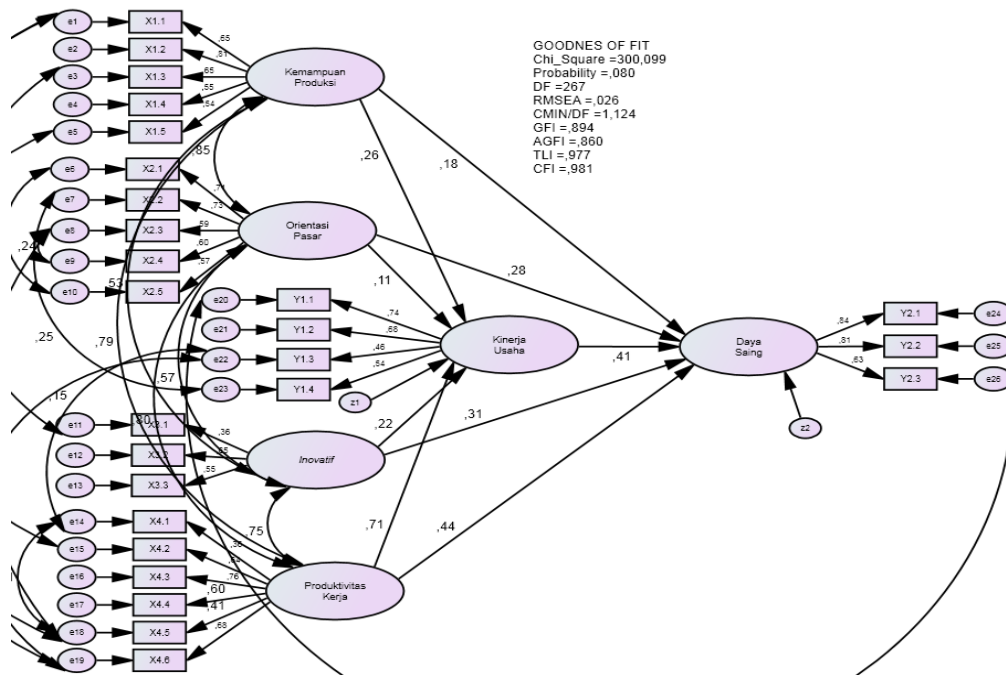 GOODNES OF FIT
Chi_Square =300,099
Probability =,080
DF =267
RMSEA =,026
CMIN/DF =1,124
GFI =,894
AGFI =,860
TLI =,977
CFI =,981
e1
X1.1
,65
e2
X1.2
,81
e3
X1.3
,65
e4
X1.4
,55
e5
X1.5
Kemampuan
Produksi
,85
,26
,18
e6
X2.1
e7
X2.2
,73
e8
X2.3
,59
e9
X2.4
,60
e10
X2.5
,57
Orientasi
Pasar
,24
,53
,11
,28
e20
Y1.1
,74
e21
Y1.2
,68
e22
Y1.3
,46
e23
Y1.4
z1
Kinerja
Usaha
,41
Daya
Saing
Y2.1
e24
Y2.2
,81
e25
Y2.3
,63
e26
z2
,25
,79
,57
,15
,80
e11
X3.1
,36
e12
X3.2
e13
X3.3
,55
Inovatif
,22
,31
,75
,71
,44
e14
X4.1
e15
X4.2
e16
X4.3
,76
e17
X4.4
,60
e18
X4.5
,41
e19
X4.6
,68
Produktivitas
Kerja